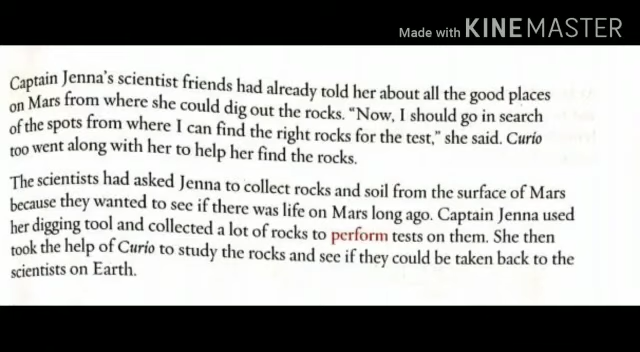 Made with KINEMASTER
Captain Jenna's scientist friends had already told her about all the good places
on Mars from where she could dig out the rocks. "Now, I should go in search
of the spots from where I can find the right rocks for the test," she said. Curio
too went along with her to help her find the rocks.
The scientists had asked Jenna to collect rocks and soil from the surface of Mars
because they wanted to see if there was life on Mars long ago. Captain Jenna used
her digging tool and collected a lot of rocks to perform tests on them. She then
took the help of Curio to study the rocks and see if they could be taken back to the
scientists on Earth.